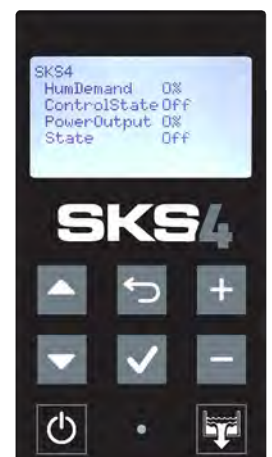 SKS4
HumDemand 0%
ControlState Off
PowerOutput 0%
State Off
SKS4